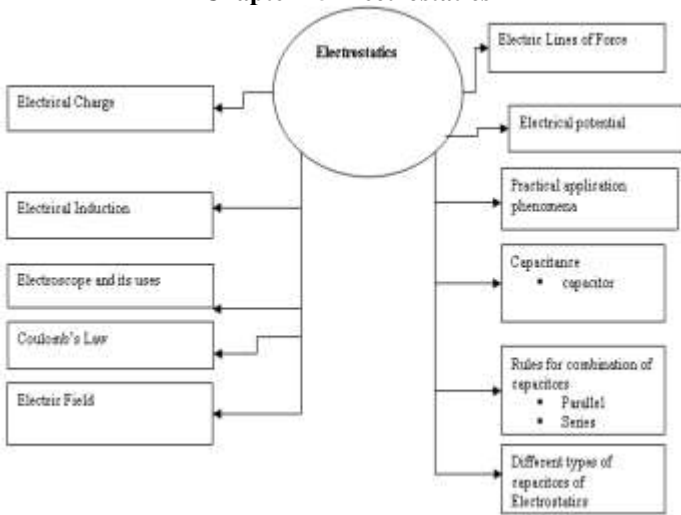 Electrostatics
Electrical Charge
Electrical Induction
Electroscope and its uses
Coulomb's Law
Electric Field
Electric Lines of Force
Electrical potential
Practical application
phenomena
Capacitance
▪ capacitor
Rules for combination of
capacitors
▪ Parallel
▪ Series
Different types of
capacitors of
Electrostatics